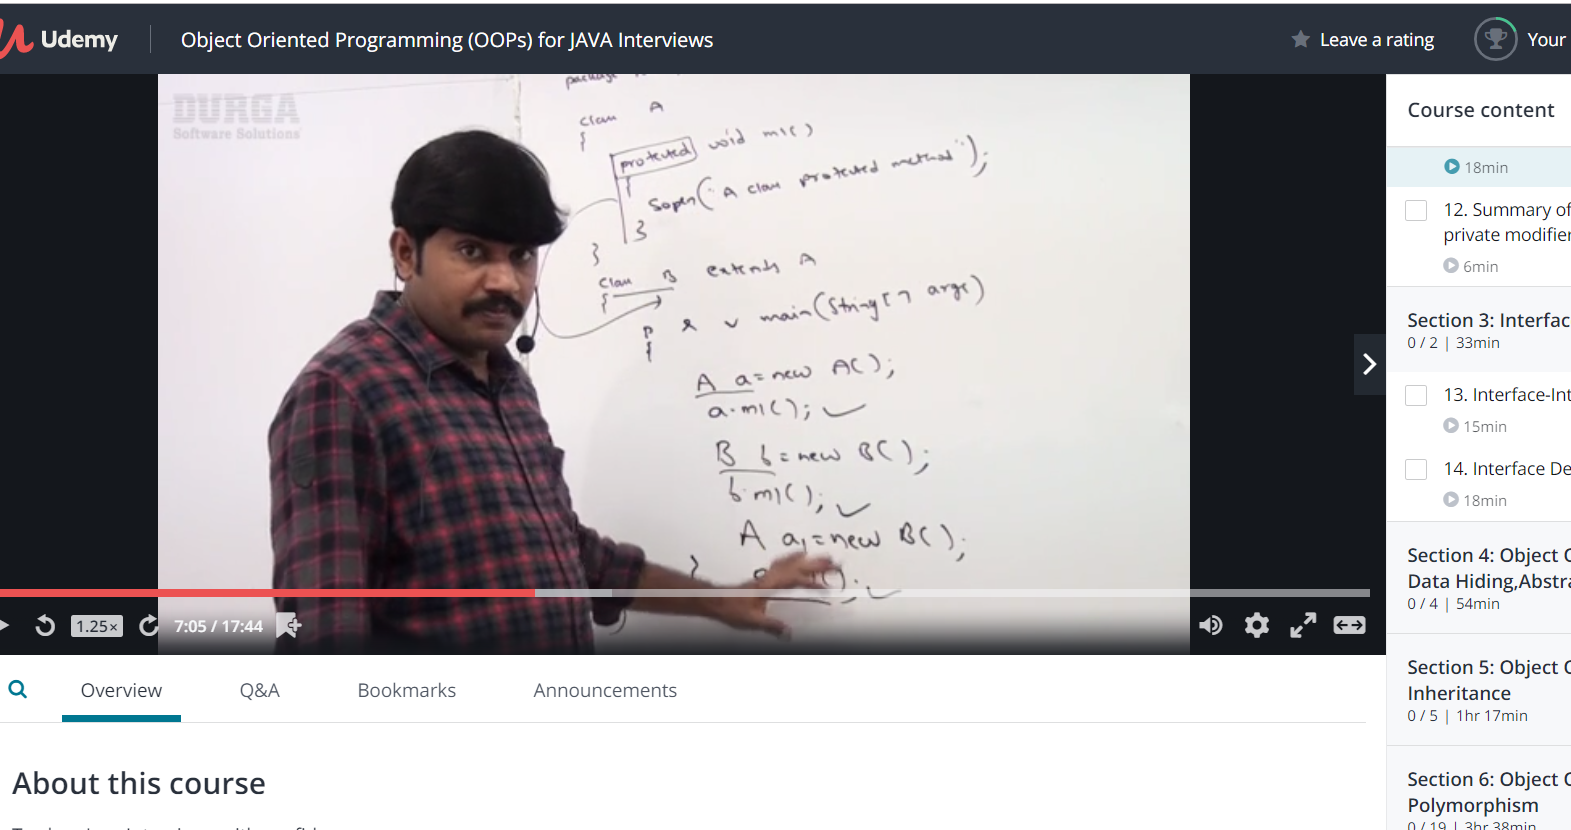 Udemy
Object Oriented Programming (OOPs) for JAVA Interviews
Leave a rating
Your
DURGA
Software Solutions
package
class A
{
protected void m1()
{
Sopln("A class protected method");
}
}
class B extends A
{
p s v main(String[] args)
{
A a = new A();
a.m1();
B b = new B();
b.m1();
A a1 = new B();
}
1.25×
7:05 / 17:44
Course content
18min
12. Summary of
private modifier
6min
Section 3: Interfac
0 / 2 | 33min
13. Interface-Int
15min
14. Interface De
18min
Section 4: Object O
Data Hiding,Abstra
0 / 4 | 54min
Section 5: Object O
Inheritance
0 / 5 | 1hr 17min
Section 6: Object O
Polymorphism
0 / 19 | 3hr 38min
Overview
Q&A
Bookmarks
Announcements
About this course